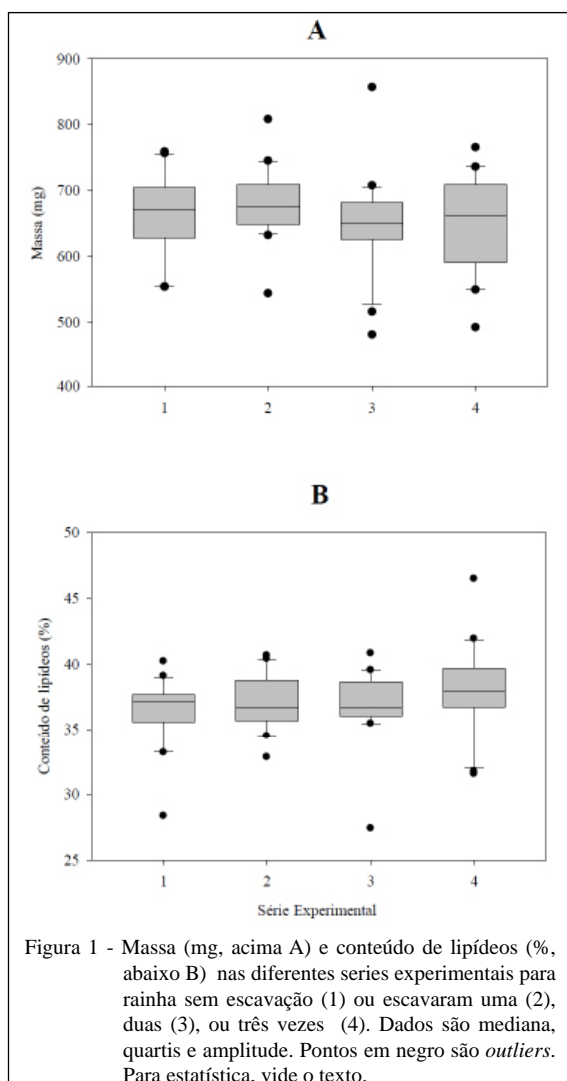 A
900
800
700
600
500
400
Massa (mg)
1 2 3 4
B
50
45
40
35
30
25
Conteúdo de lipídeos (%)
1 2 3 4
Série Experimental
Figura 1 - Massa (mg, acima A) e conteúdo de lipídeos (%,
abaixo B) nas diferentes series experimentais para
rainha sem escavação (1) ou escavaram uma (2),
duas (3), ou três vezes (4). Dados são mediana,
quartis e amplitude. Pontos em negro são outliers.
Para estatística, vide o texto.